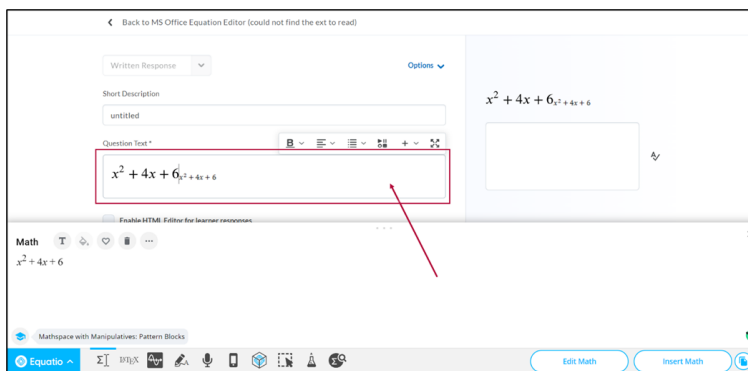 Back to MS Office Equation Editor (could not find the ext to read)
Written Response
Options
Short Description
untitled
Question Text *
B
x² + 4x + 6x² + 4x + 6
Enable HTML Editor for learner responses
x² + 4x + 6x² + 4x + 6
Math T
x² + 4x + 6
Mathspace with Manipulatives: Pattern Blocks
Equatio
LaTeX
Edit Math
Insert Math